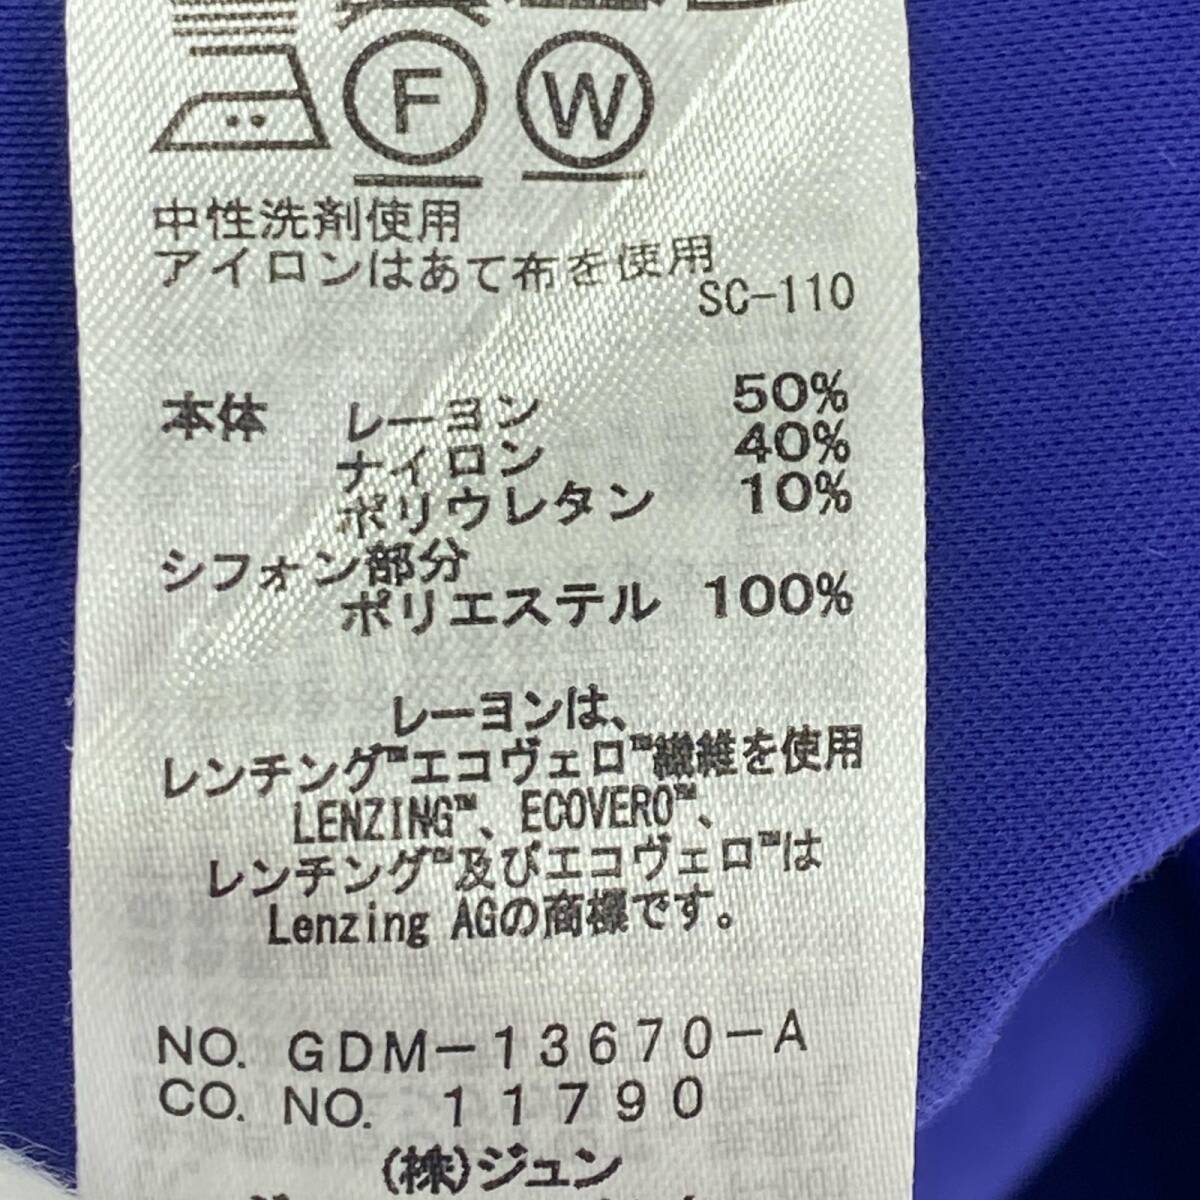 F W
中性洗剤使用
アイロンはあて布を使用
SC-110
本体 レーヨン 50%
ナイロン 40%
ポリウレタン 10%
シフォン部分
ポリエステル 100%
レーヨンは、
レンチング™エコヴェロ™繊維を使用
LENZING™、ECOVERO™、
レンチング™及びエコヴェロ™は
Lenzing AGの商標です。
NO. GDM-13670-A
CO. NO. 11790
(株)ジュン